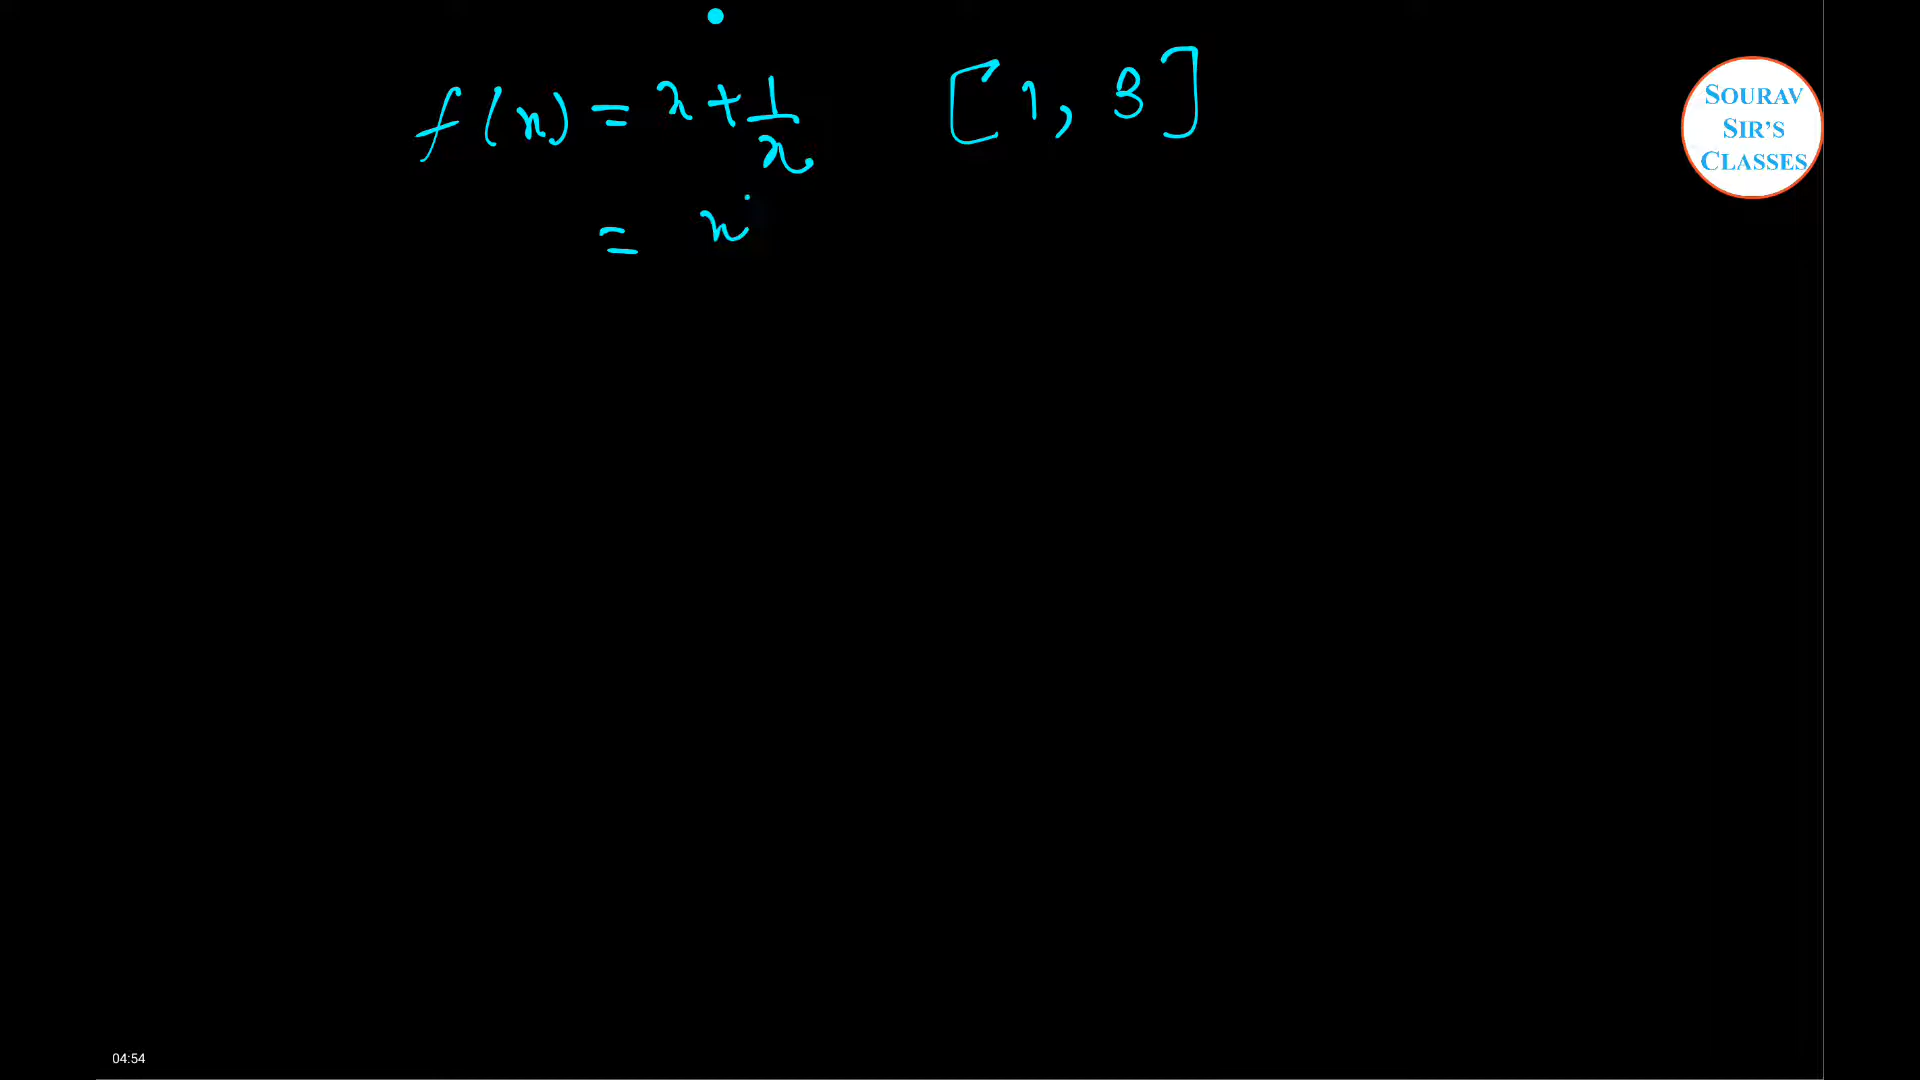 f(x) = x + 1/x [1, 3]
= x
SOURAV
SIR'S
CLASSES
04:54